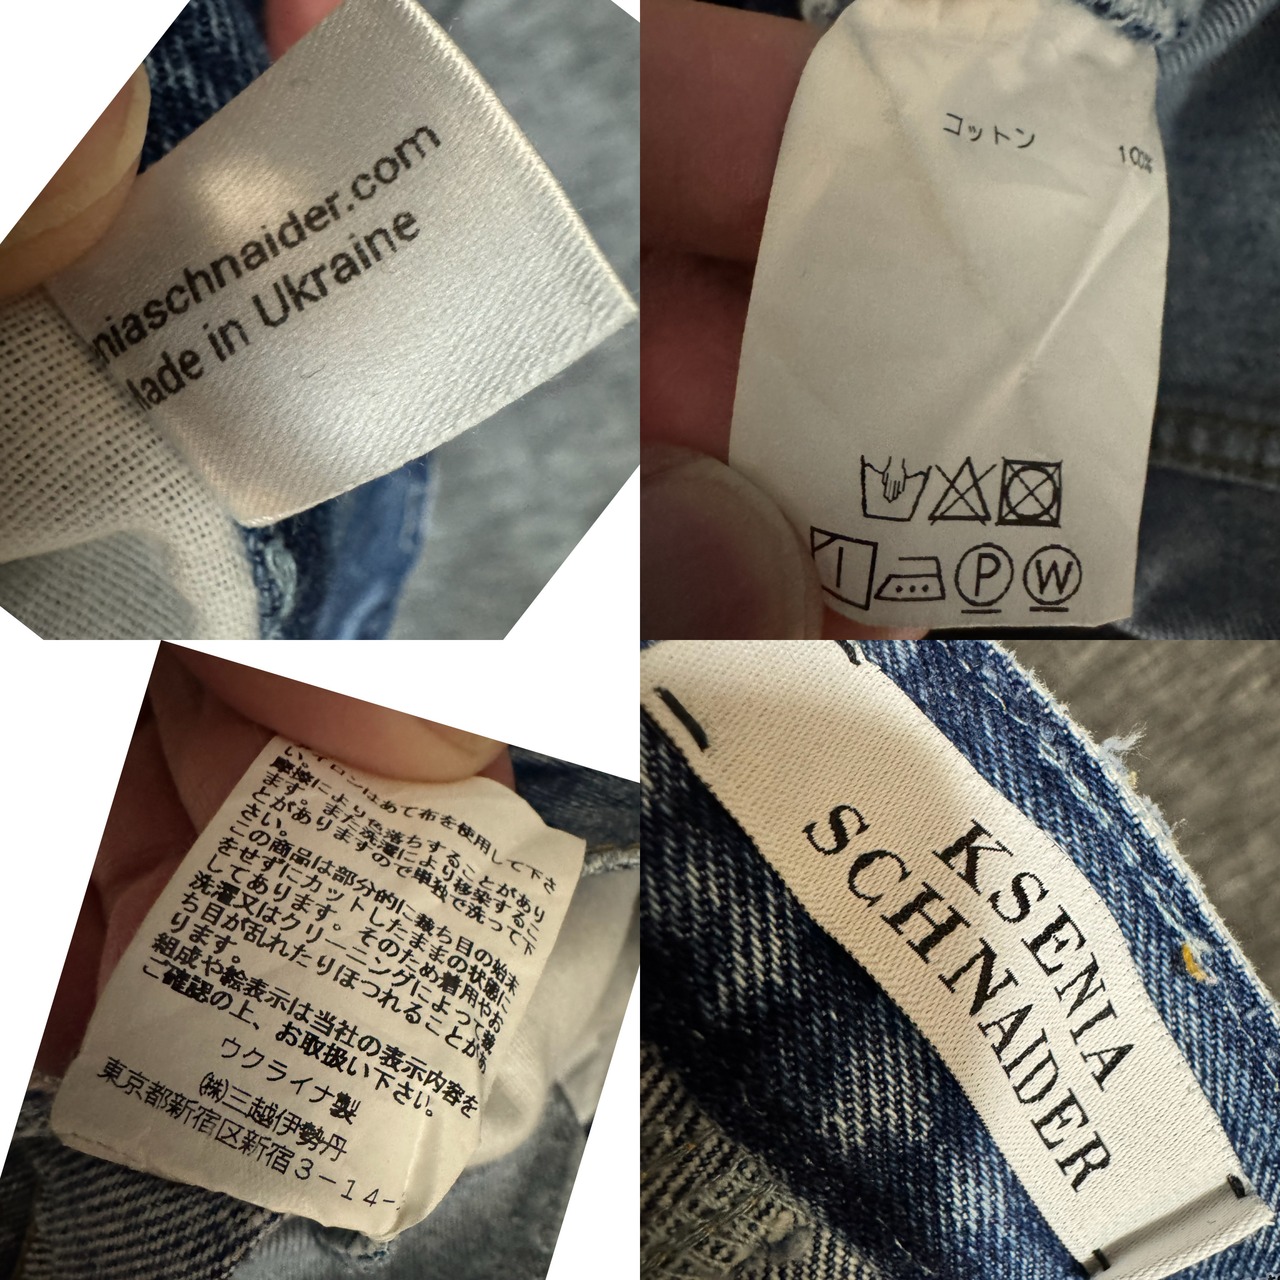 niaschnaider.com
Made in Ukraine
コットン 100%
P W
い。アイロンはあて布を使用して下さ
摩擦により色落ちすることがあり
ます。また洗濯により移染するこ
とがありますので単独で洗って下
さい。
この商品は部分的に裁ち目の始末
をせずにカットしたままの状態に
してあります。そのため着用やお
洗濯又はクリーニングによって裁
ち目が乱れたりほつれることがあ
ります。
組成や絵表示は当社の表示内容を
ご確認の上、お取扱い下さい。
ウクライナ製
㈱三越伊勢丹
東京都新宿区新宿3-14-
KSENIA
SCHNAIDER